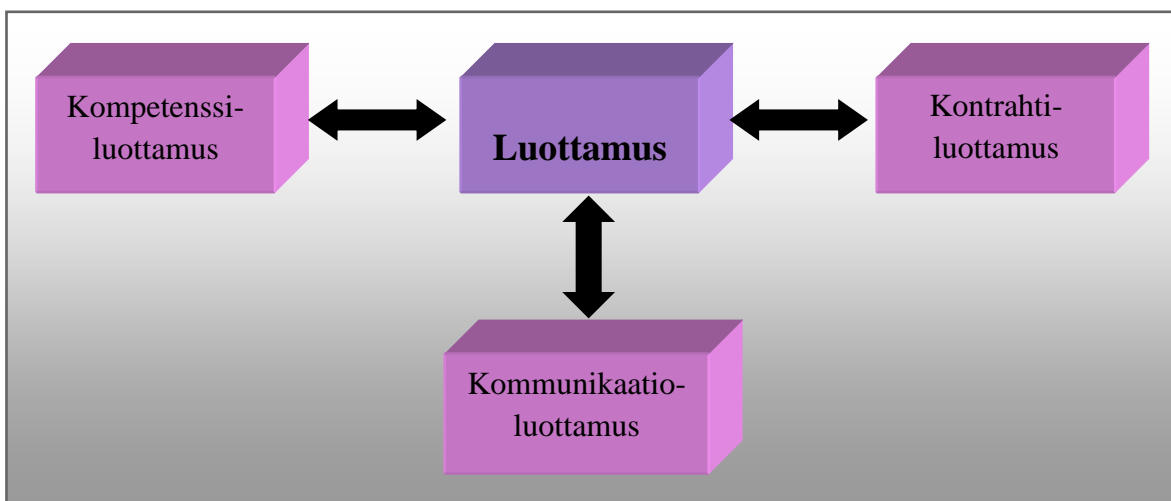 Kompetenssi-
luottamus
Luottamus
Kontrahti-
luottamus
Kommunikaatio-
luottamus